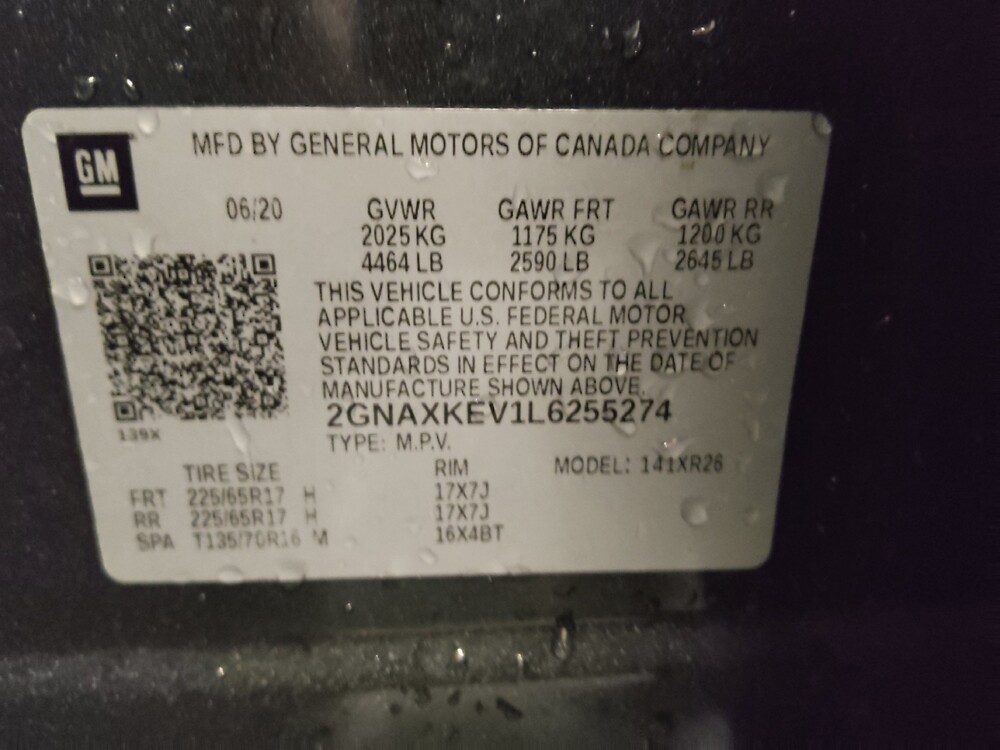 GM
MFD BY GENERAL MOTORS OF CANADA COMPANY
06/20 GVWR GAWR FRT GAWR RR
2025 KG 1175 KG 1200 KG
4464 LB 2590 LB 2645 LB
THIS VEHICLE CONFORMS TO ALL
APPLICABLE U.S. FEDERAL MOTOR
VEHICLE SAFETY AND THEFT PREVENTION
STANDARDS IN EFFECT ON THE DATE OF
MANUFACTURE SHOWN ABOVE.
2GNAXKEV1L6255274
139X
TYPE: M.P.V.
TIRE SIZE RIM MODEL: 141XR26
FRT 225/65R17 H 17X7J
RR 225/65R17 H 17X7J
SPA T135/70R16 M 16X4BT